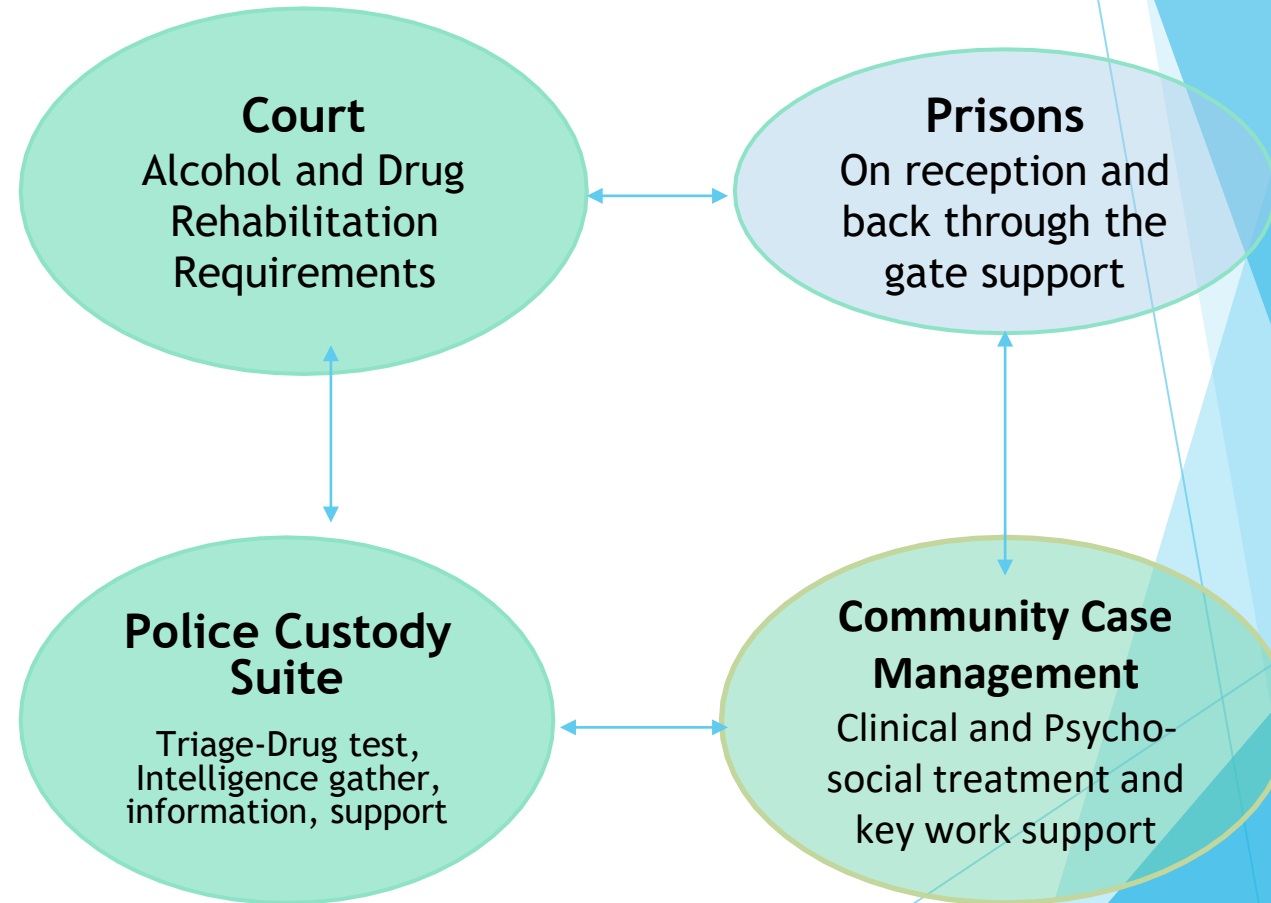 Court
Alcohol and Drug
Rehabilitation
Requirements
Prisons
On reception and
back through the
gate support
Police Custody
Suite
Triage-Drug test,
Intelligence gather,
information, support
Community Case
Management
Clinical and Psycho-
social treatment and
key work support